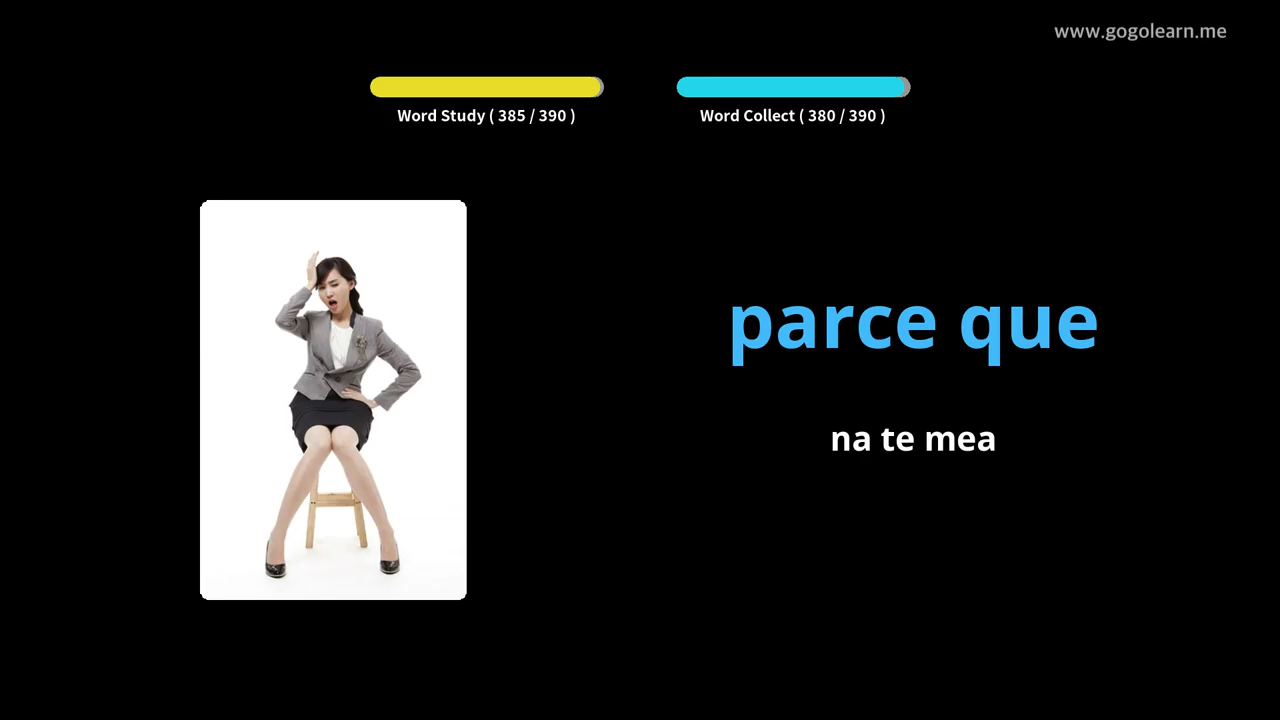 www.gogolearn.me
Word Study ( 385 / 390 )
Word Collect ( 380 / 390 )
parce que
na te mea